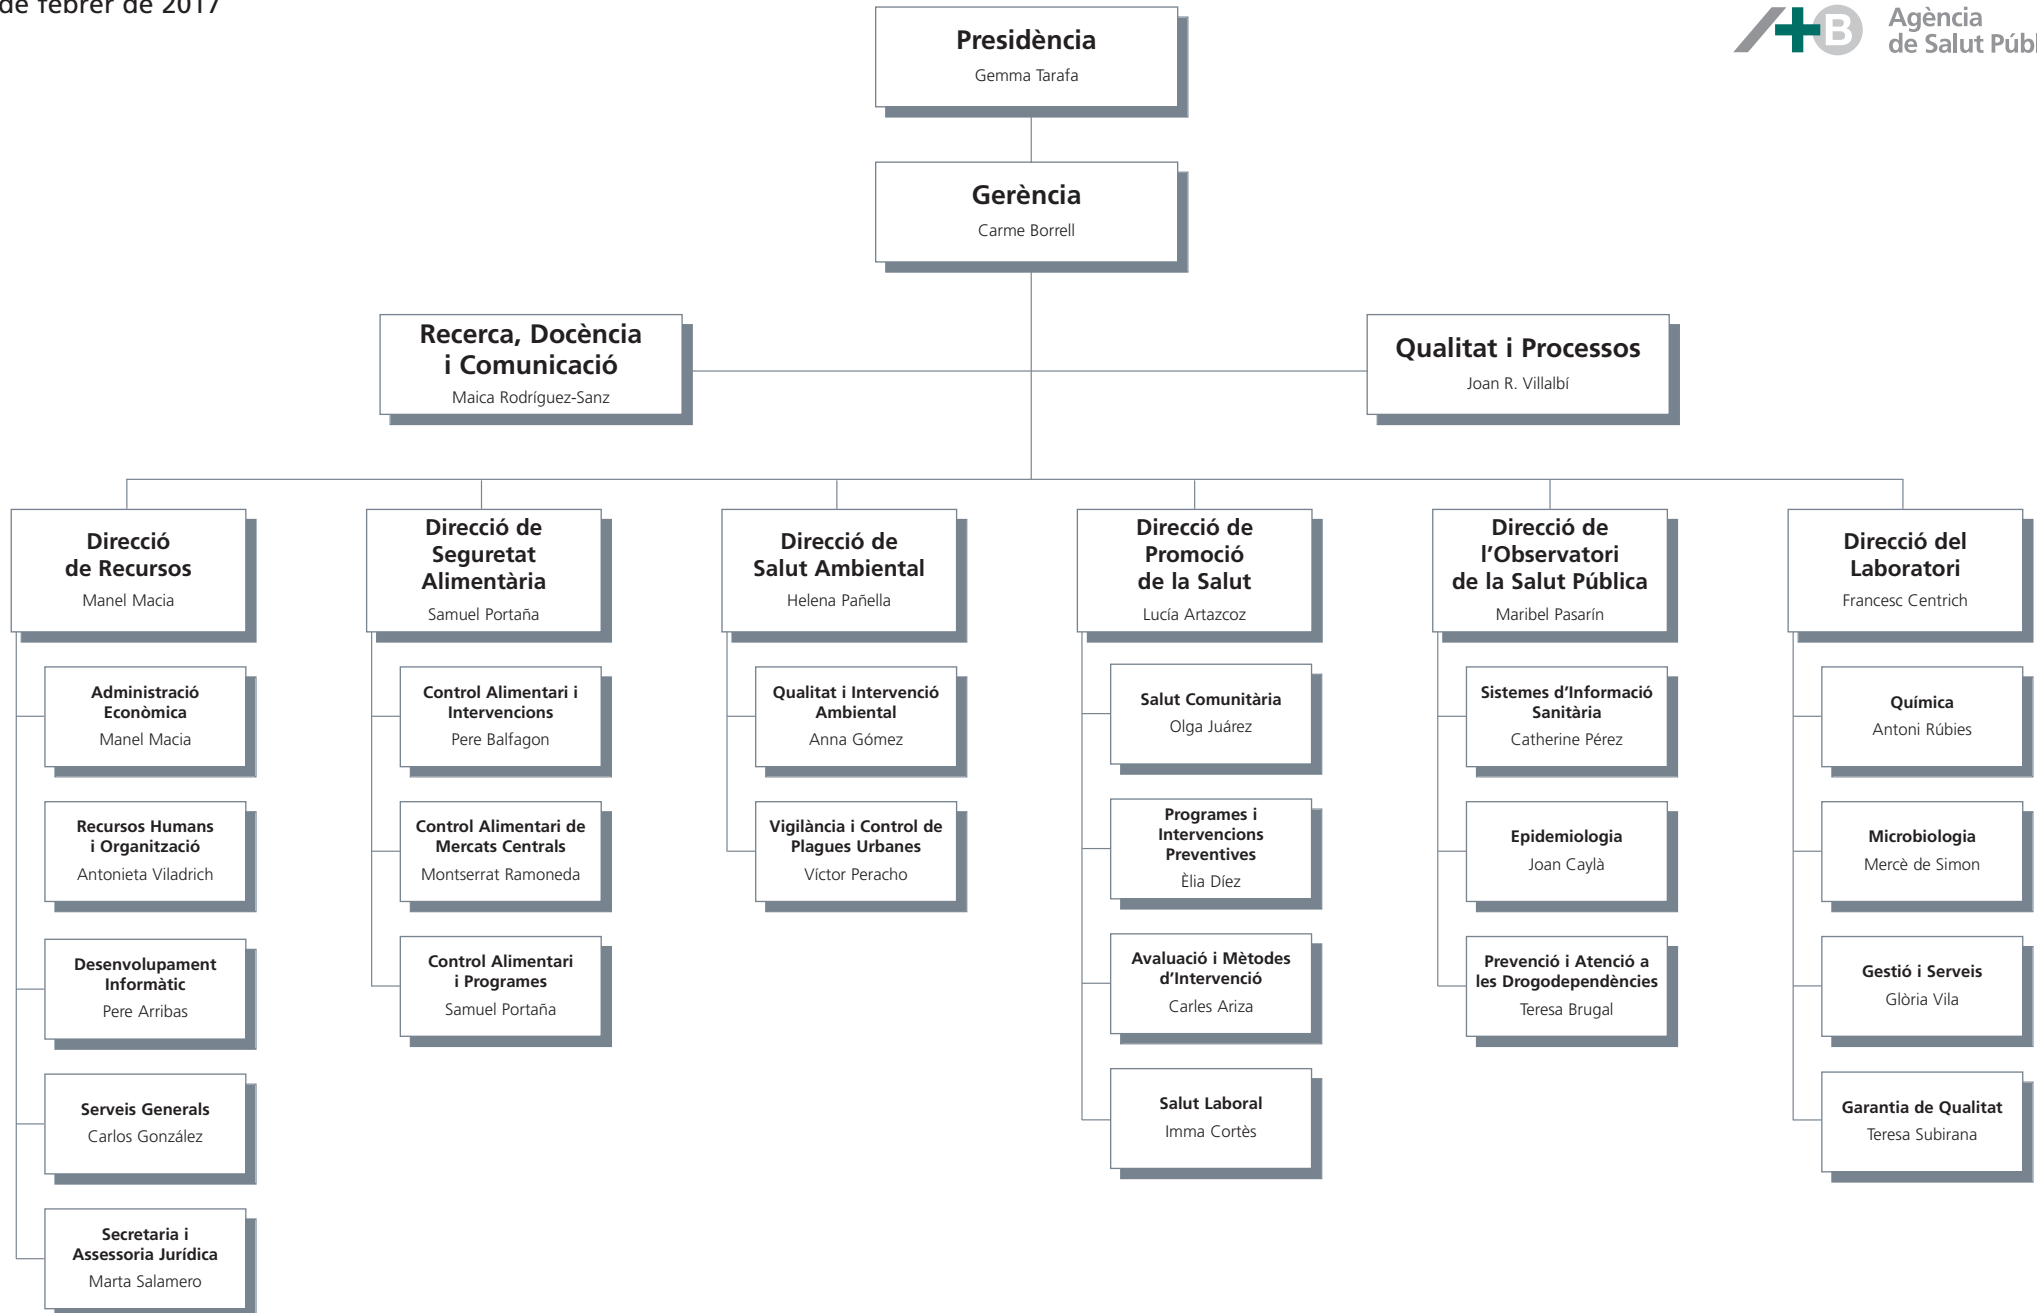 de febrer de 2017
Agència
de Salut
Presidència
Gemma Tarafa
Gerència
Carme Borrell
Recerca, Docència
i Comunicació
Maica Rodríguez-Sanz
Qualitat i Processos
Joan R. Villalbí
Direcció
de Recursos
Manel Macia
Administració
Econòmica
Manel Macia
Recursos Humans
i Organització
Antonieta Viladrich
Desenvolupament
Informàtic
Pere Arribas
Serveis Generals
Carlos González
Secretaria i
Assessoria Jurídica
Marta Salamero
Direcció de
Seguretat
Alimentària
Samuel Portaña
Control Alimentari i
Intervencions
Pere Balfagon
Control Alimentari de
Mercats Centrals
Montserrat Ramoneda
Control Alimentari
i Programes
Samuel Portaña
Direcció de
Salut Ambiental
Helena Pañella
Qualitat i Intervenció
Ambiental
Anna Gómez
Vigilància i Control de
Plagues Urbanes
Víctor Peracho
Direcció de
Promoció
de la Salut
Lucía Artazcoz
Salut Comunitària
Olga Juárez
Programes i
Intervencions
Preventives
Èlia Díez
Avaluació i Mètodes
d’Intervenció
Carles Ariza
Salut Laboral
Imma Cortès
Direcció de
l’Observatori
de la Salut Pública
Maribel Pasarín
Sistemes d’Informació
Sanitària
Catherine Pérez
Epidemiologia
Joan Caylà
Prevenció i Atenció a
les Drogodependències
Teresa Brugal
Direcció del
Laboratori
Francesc Centrich
Química
Antoni Rúbies
Microbiologia
Mercè de Simon
Gestió i Serveis
Glòria Vila
Garantia de Qualitat
Teresa Subirana